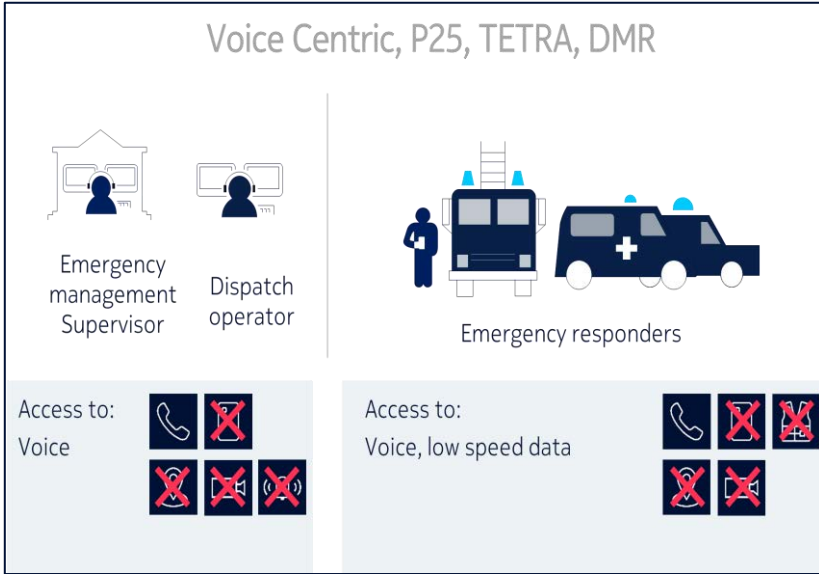 Voice Centric, P25, TETRA, DMR
Emergency
management
Supervisor
Dispatch
operator
Emergency responders
Access to:
Voice
Access to:
Voice, low speed data